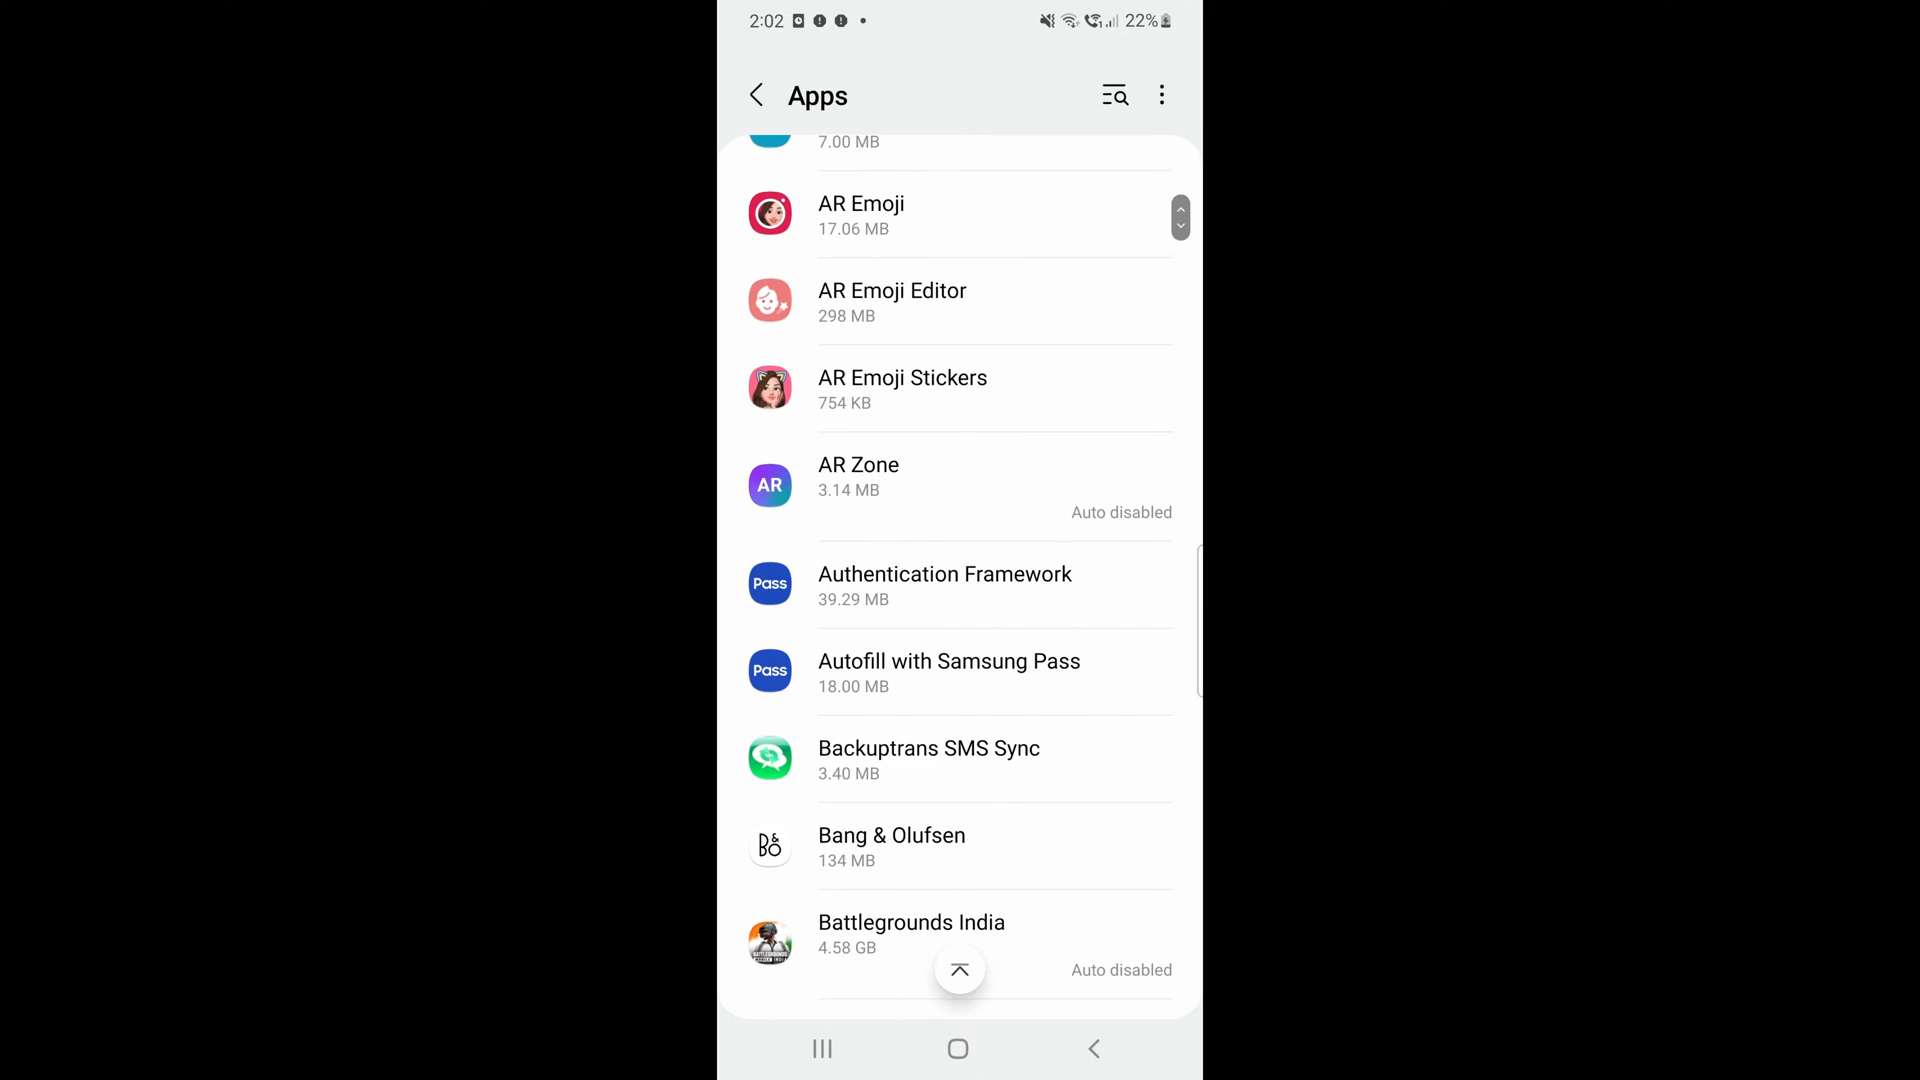 2:02
22%
Apps
7.00 MB
AR Emoji
17.06 MB
AR Emoji Editor
298 MB
AR Emoji Stickers
754 KB
AR
AR Zone
3.14 MB
Auto disabled
Pass
Authentication Framework
39.29 MB
Pass
Autofill with Samsung Pass
18.00 MB
Backuptrans SMS Sync
3.40 MB
B&O
Bang & Olufsen
134 MB
Battlegrounds India
4.58 GB
Auto disabled